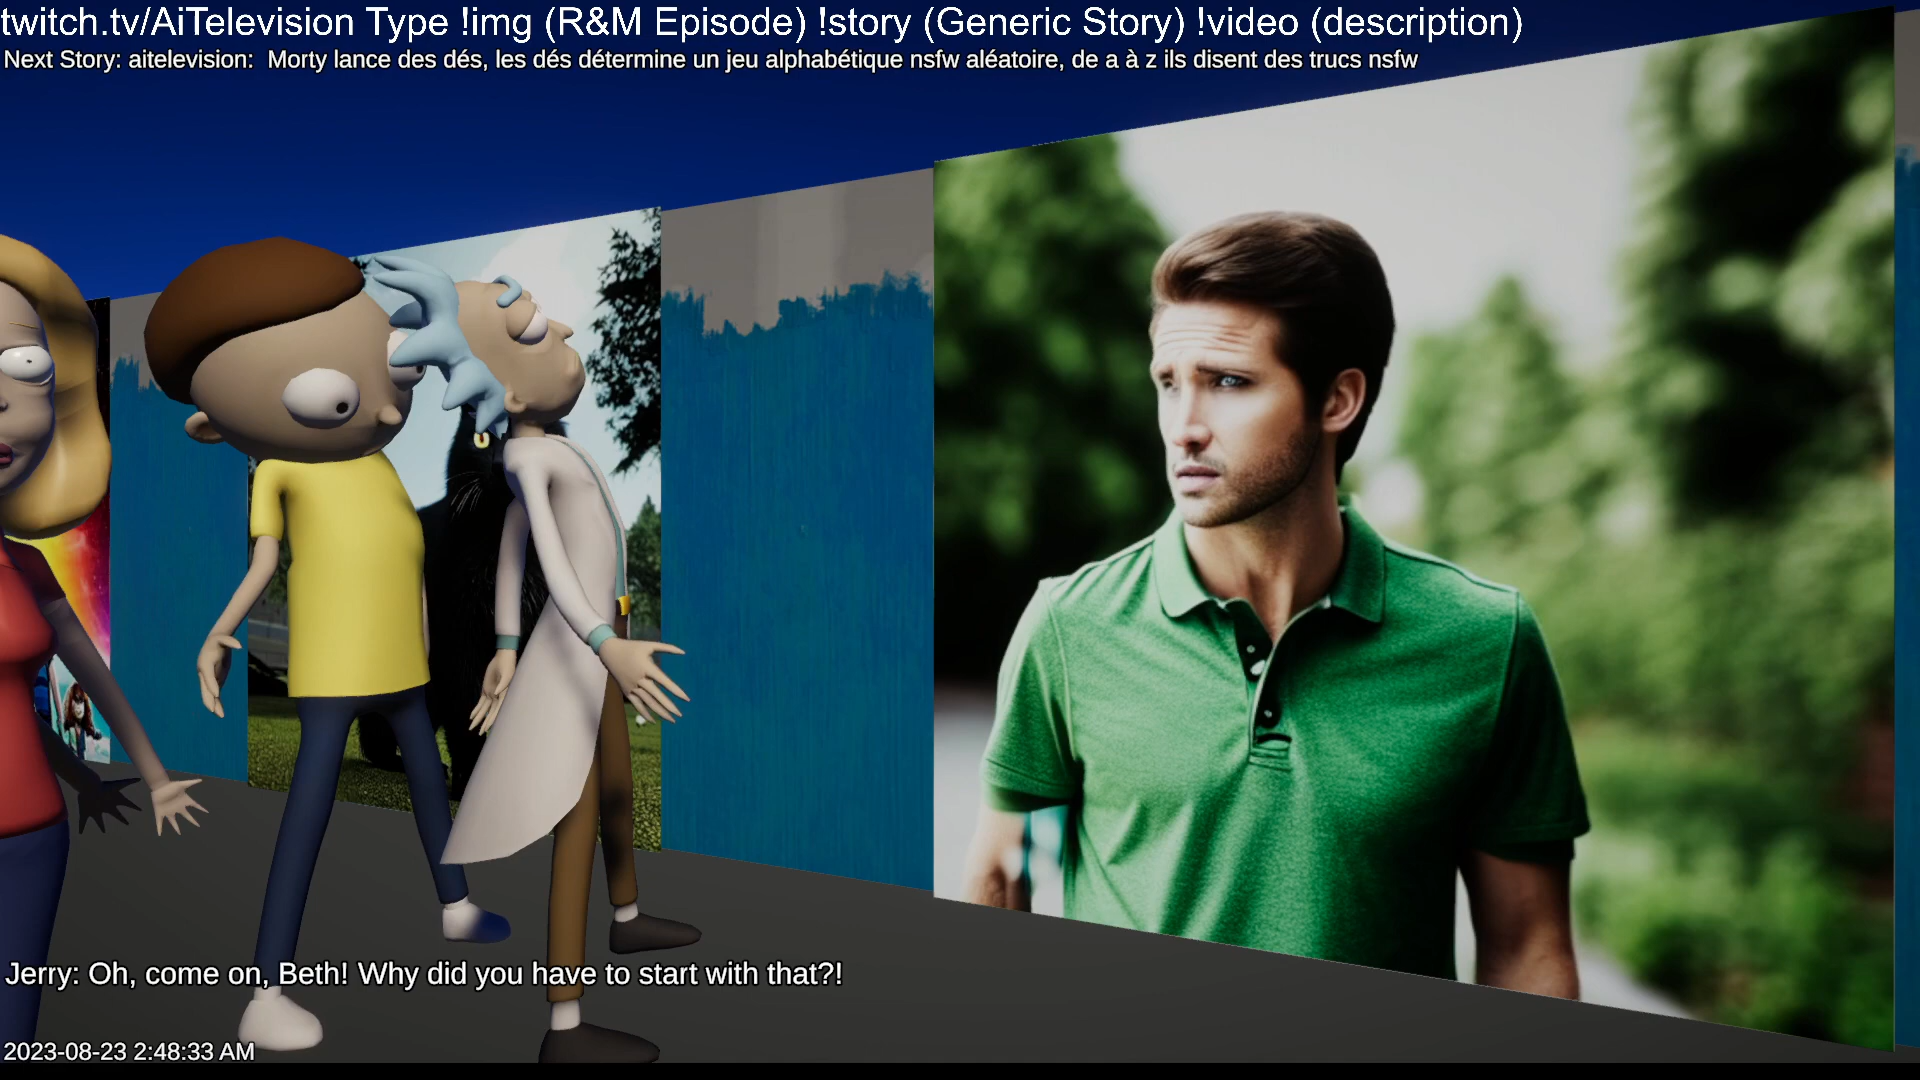 twitch.tv/AiTelevision Type !img (R&M Episode) !story (Generic Story) !video (description)
Next Story: aitelevision:  Morty lance des dés, les dés détermine un jeu alphabétique nsfw aléatoire, de a à z ils disent des trucs nsfw
Jerry: Oh, come on, Beth! Why did you have to start with that?!
2023-08-23 2:48:33 AM